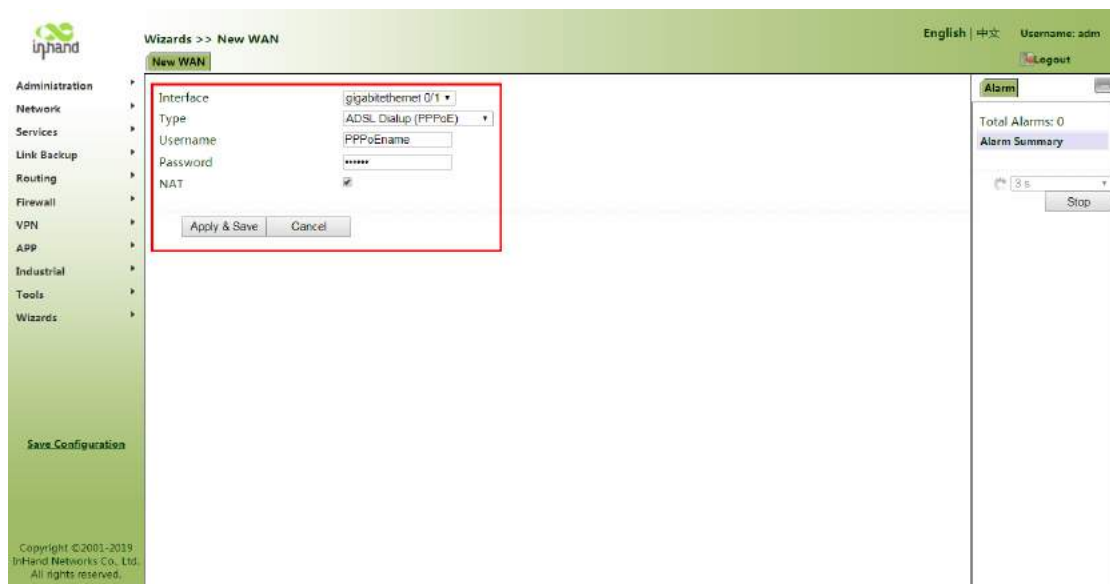 inhand
Wizards >> New WAN
English | 中文 Username: adm
Logout
New WAN
Administration
Network
Services
Link Backup
Routing
Firewall
VPN
APP
Industrial
Tools
Wizards
Save Configuration
Copyright ©2001-2019
InHand Networks Co., Ltd.
All rights reserved.
Interface gigabitethernet 0/1
Type ADSL Dialup (PPPoE)
Username PPPoEname
Password ••••••
NAT
Apply & Save Cancel
Alarm
Total Alarms: 0
Alarm Summary
3 s
Stop